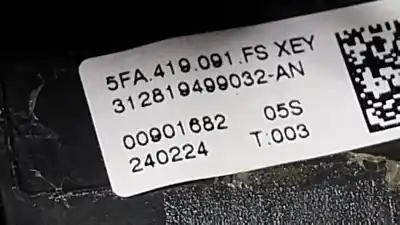 5FA.419.091.FS XEY
312819499032-AN
00901682 05S
240224 T:003